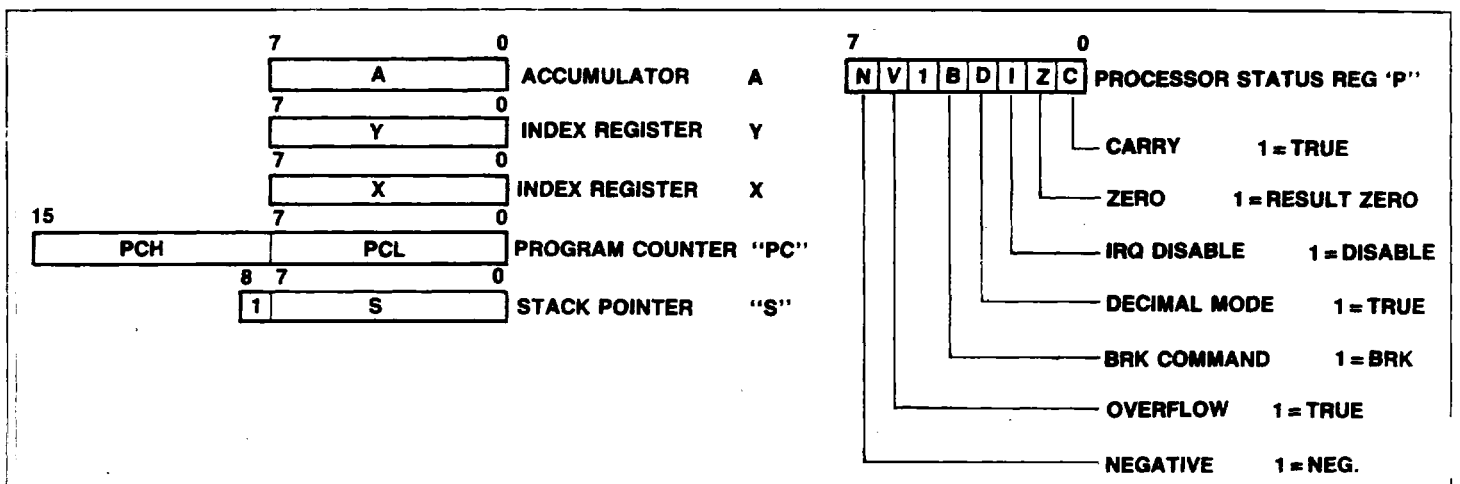 7 0
A ACCUMULATOR A
7 0
Y INDEX REGISTER Y
7 0
X INDEX REGISTER X
15 7 0
PCH PCL PROGRAM COUNTER "PC"
8 7 0
1 S STACK POINTER "S"
7 0
N V 1 B D I Z C PROCESSOR STATUS REG 'P"
CARRY 1 = TRUE
ZERO 1 = RESULT ZERO
IRQ DISABLE 1 = DISABLE
DECIMAL MODE 1 = TRUE
BRK COMMAND 1 = BRK
OVERFLOW 1 = TRUE
NEGATIVE 1 = NEG.